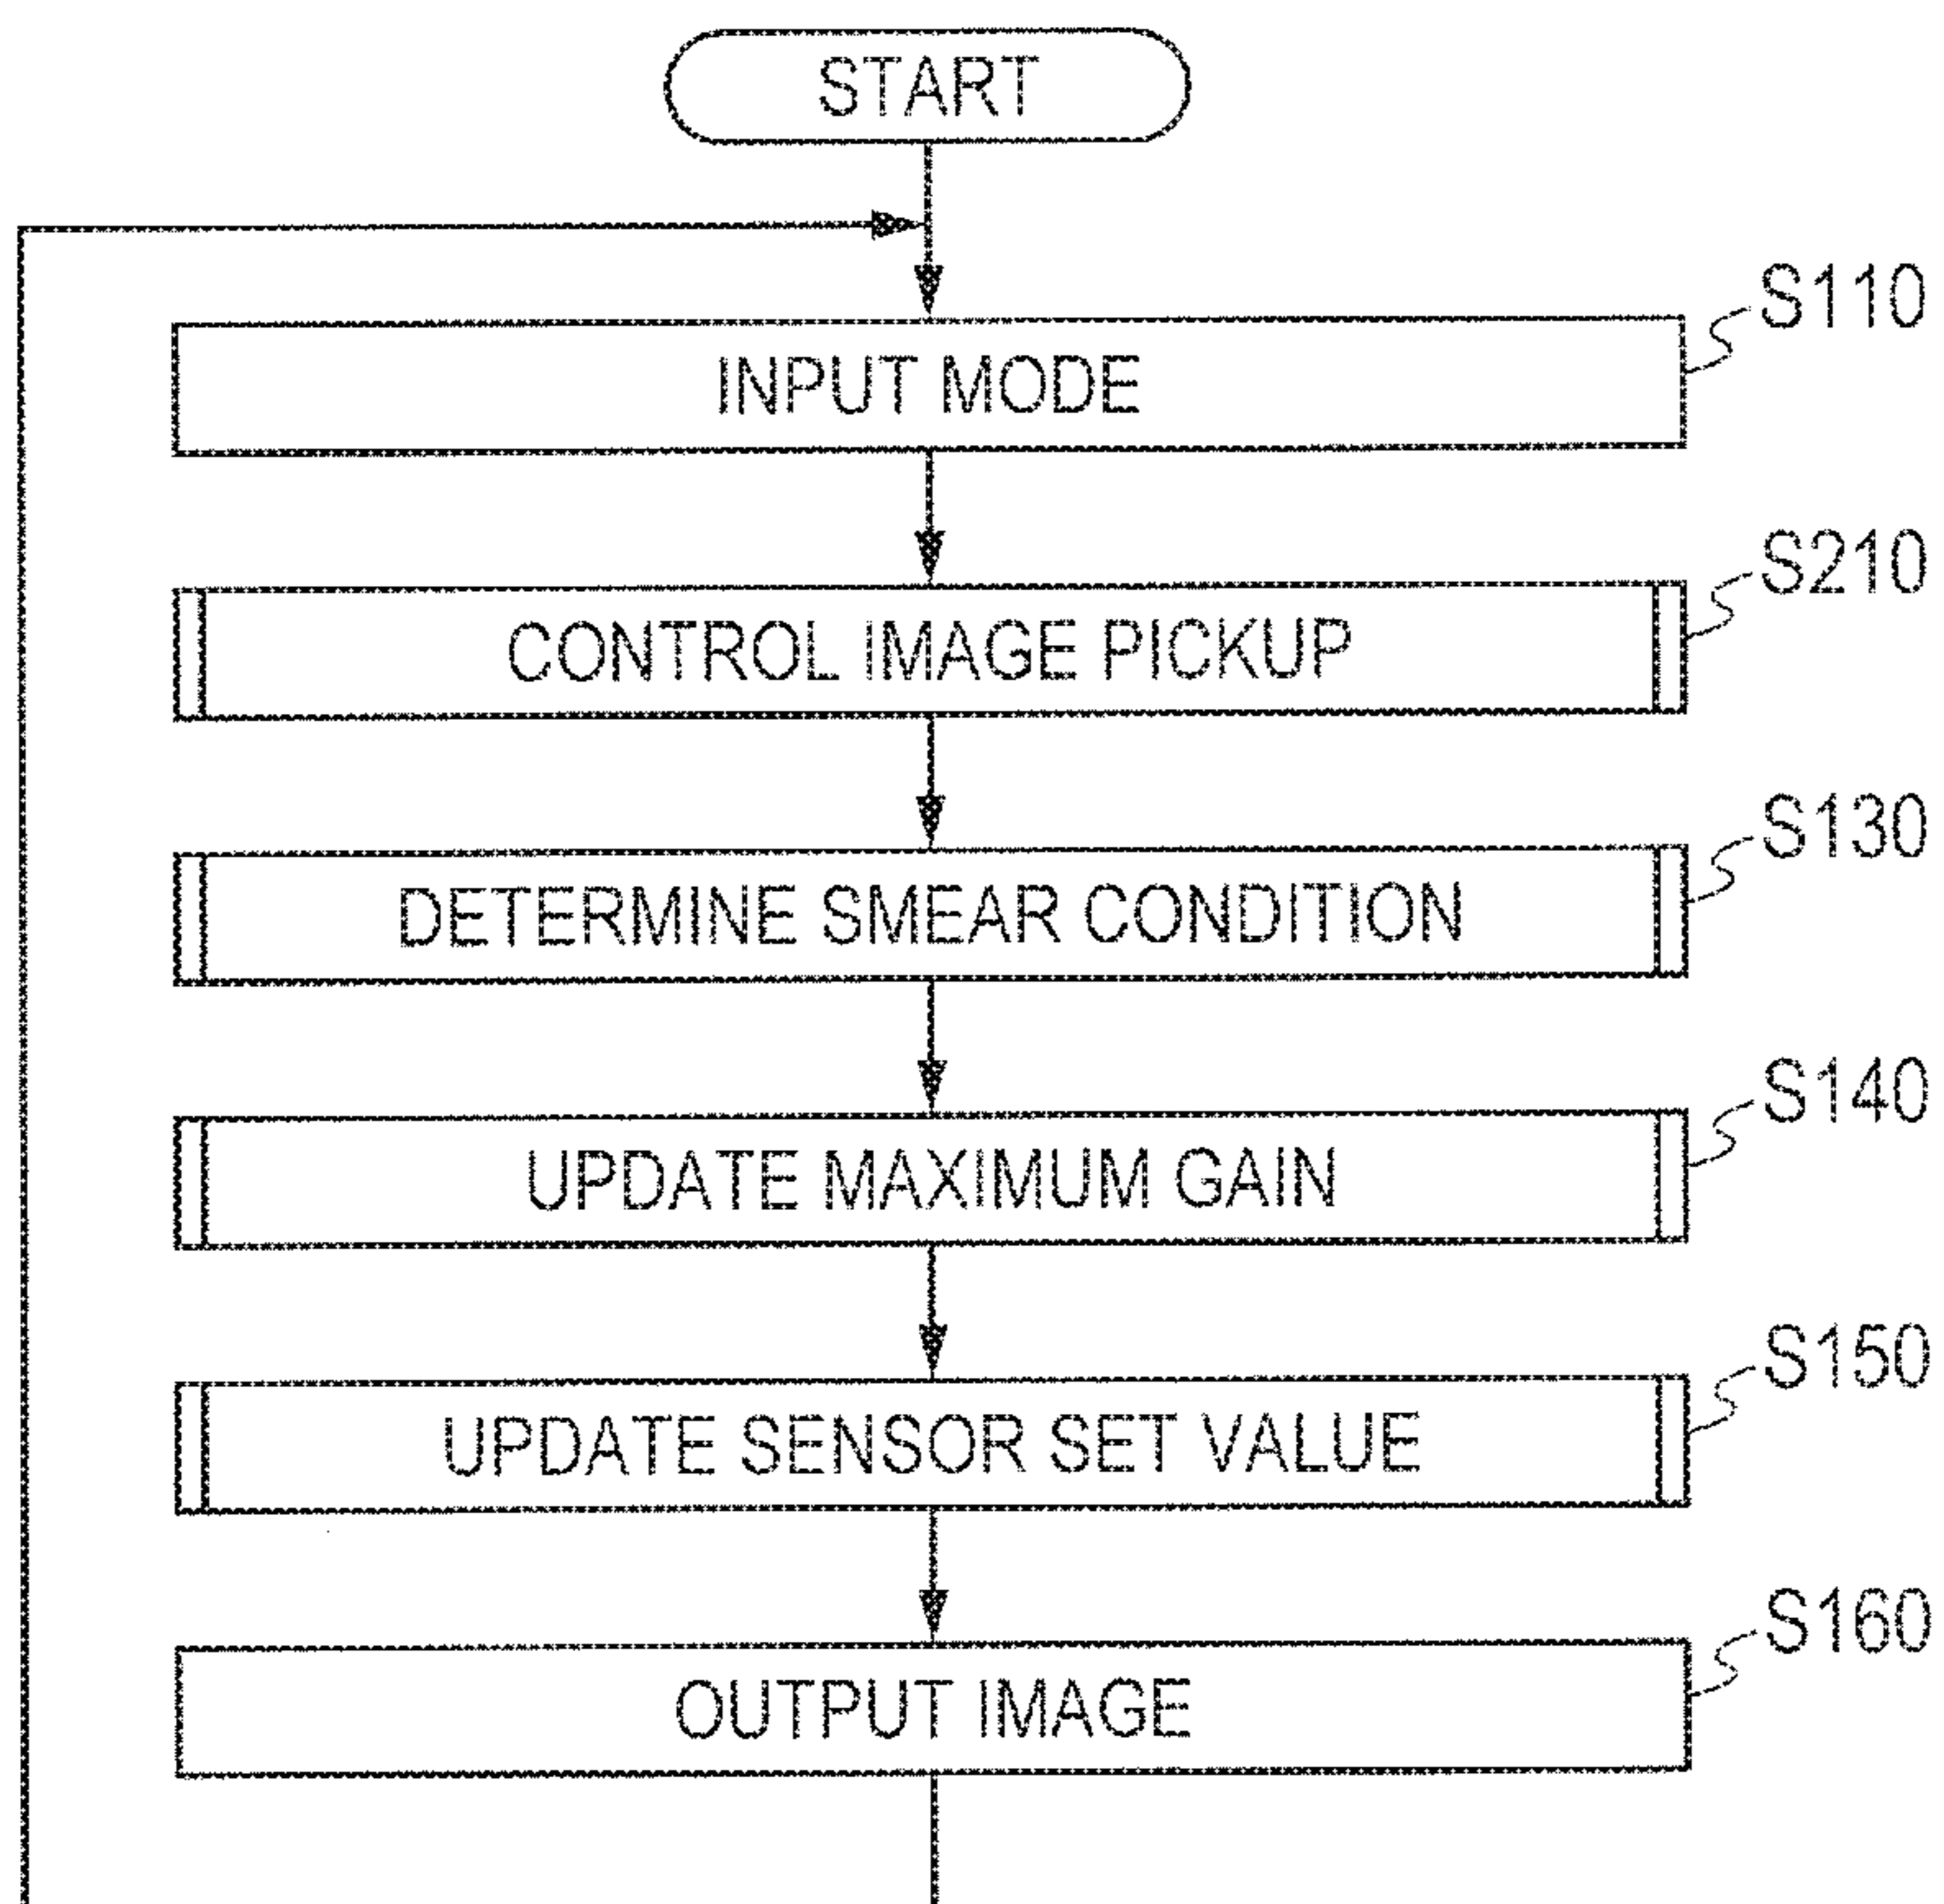 START
S110
INPUT MODE
S210
CONTROL IMAGE PICKUP
S130
DETERMINE SMEAR CONDITION
S140
UPDATE MAXIMUM GAIN
S150
UPDATE SENSOR SET VALUE
S160
OUTPUT IMAGE